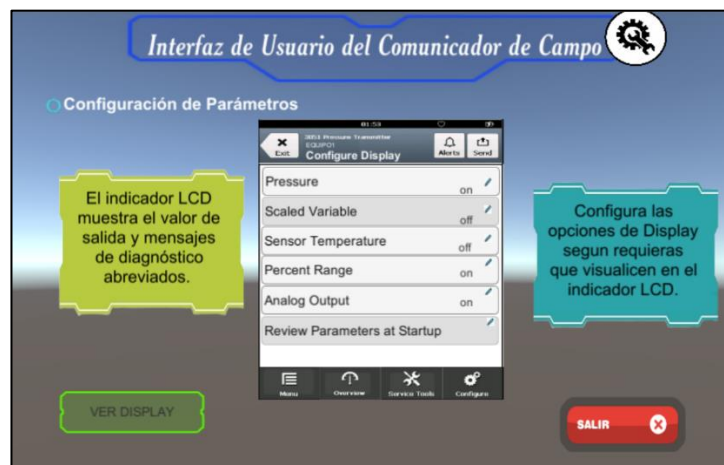 Interfaz de Usuario del Comunicador de Campo
Configuración de Parámetros
01:53
3051 Pressure Transmitter
EQUIPO1
Configure Display
Exit
Alerts
Send
Pressure
on
Scaled Variable
off
Sensor Temperature
off
Percent Range
on
Analog Output
on
Review Parameters at Startup
Menu
Overview
Service Tools
Configure
El indicador LCD
muestra el valor de
salida y mensajes
de diagnóstico
abreviados.
Configura las
opciones de Display
segun requieras
que visualicen en el
indicador LCD.
VER DISPLAY
SALIR